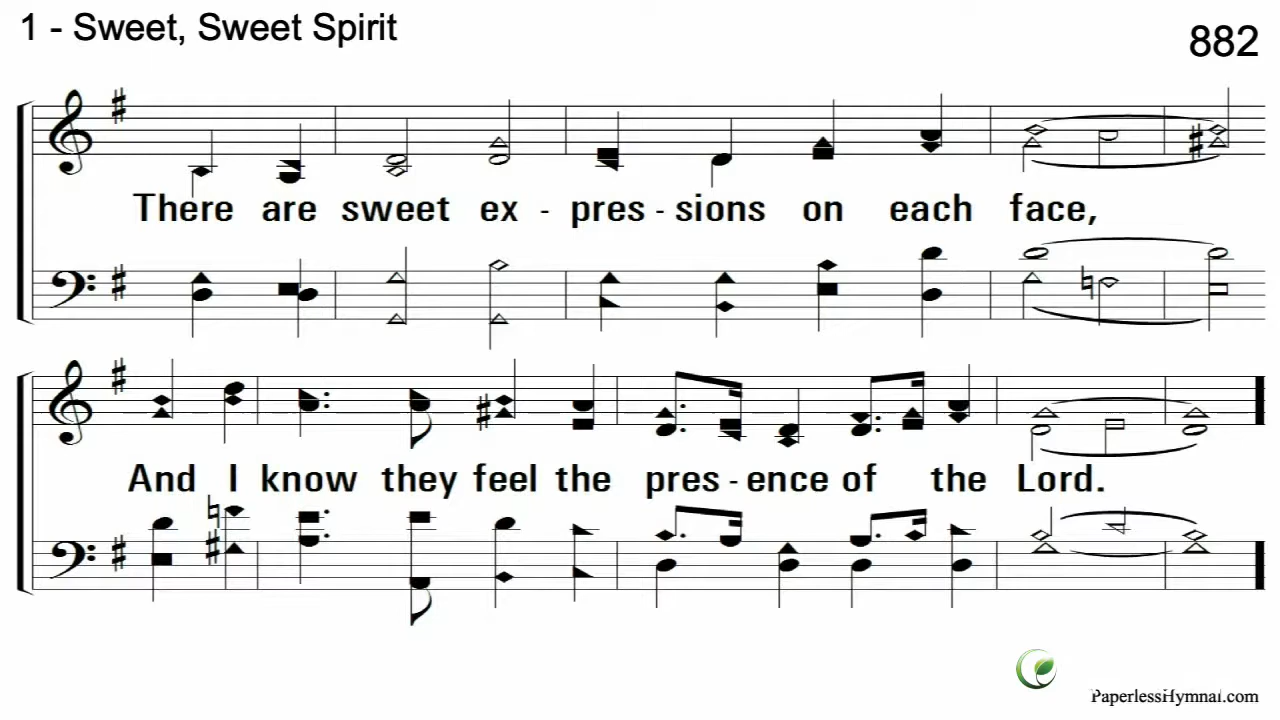 1 - Sweet, Sweet Spirit
882
There are sweet ex - pres - sions on each face,
And I know they feel the pres - ence of the Lord.
PaperlessHymnal.com